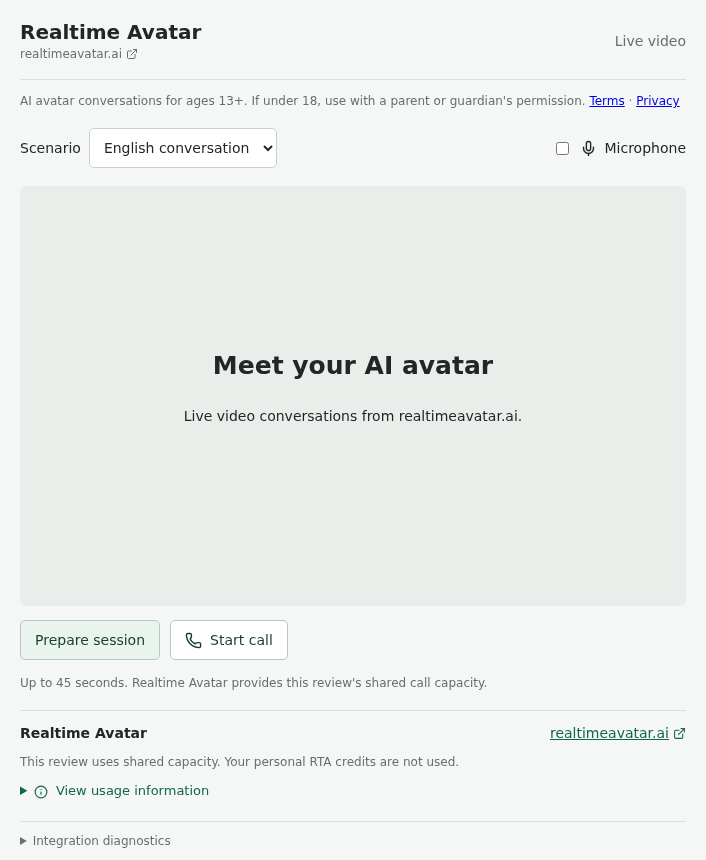 Realtime Avatar
realtimeavatar.ai
Live video
AI avatar conversations for ages 13+. If under 18, use with a parent or guardian's permission. Terms · Privacy
Scenario English conversation Microphone
Meet your AI avatar
Live video conversations from realtimeavatar.ai.
Prepare session Start call
Up to 45 seconds. Realtime Avatar provides this review's shared call capacity.
Realtime Avatar realtimeavatar.ai
This review uses shared capacity. Your personal RTA credits are not used.
View usage information
Integration diagnostics